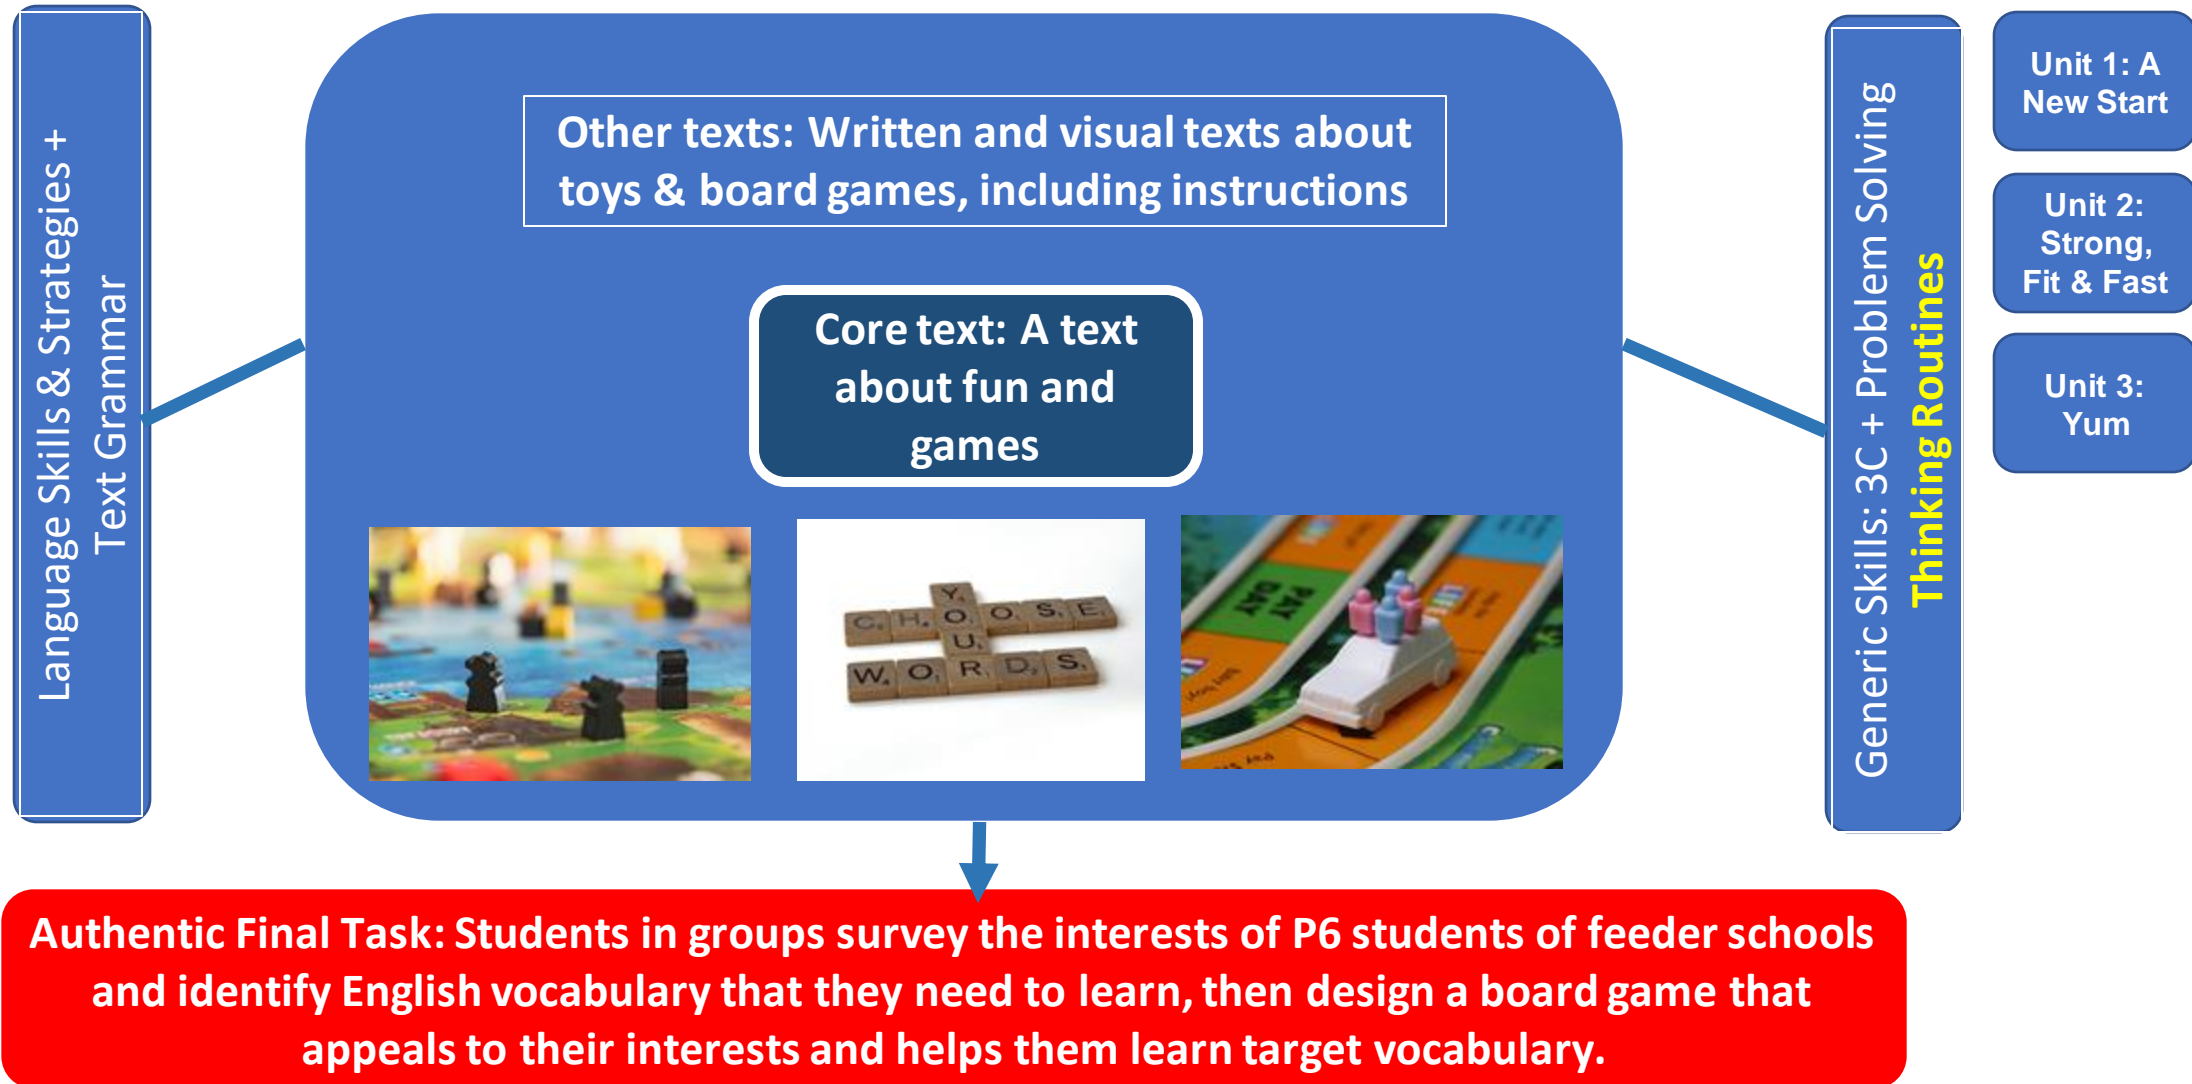 Language Skills & Strategies +
Text Grammar
Other texts: Written and visual texts about
toys & board games, including instructions
Core text: A text
about fun and
games
Y
CHOOSE
U
WORDS
PAY
DAY
Generic Skills: 3C + Problem Solving
Thinking Routines
Unit 1: A
New Start
Unit 2:
Strong,
Fit & Fast
Unit 3:
Yum
Authentic Final Task: Students in groups survey the interests of P6 students of feeder schools
and identify English vocabulary that they need to learn, then design a board game that
appeals to their interests and helps them learn target vocabulary.